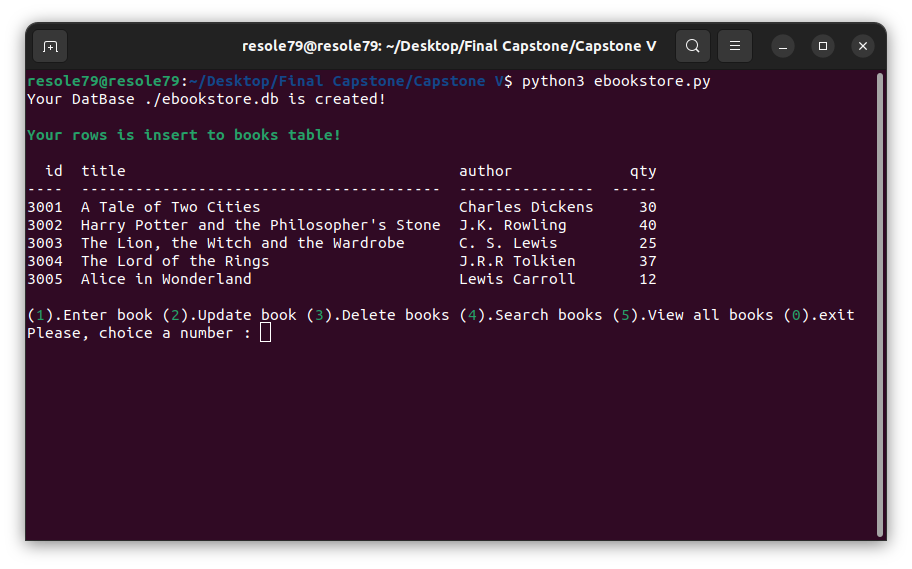 resole79@resole79: ~/Desktop/Final Capstone/Capstone V
resole79@resole79:~/Desktop/Final Capstone/Capstone V$ python3 ebookstore.py
Your DatBase ./ebookstore.db is created!
Your rows is insert to books table!
  id  title                                     author             qty
----  ----------------------------------------  ---------------  -----
3001  A Tale of Two Cities                      Charles Dickens     30
3002  Harry Potter and the Philosopher's Stone  J.K. Rowling        40
3003  The Lion, the Witch and the Wardrobe      C. S. Lewis         25
3004  The Lord of the Rings                     J.R.R Tolkien       37
3005  Alice in Wonderland                       Lewis Carroll       12
(1).Enter book (2).Update book (3).Delete books (4).Search books (5).View all books (0).exit
Please, choice a number :